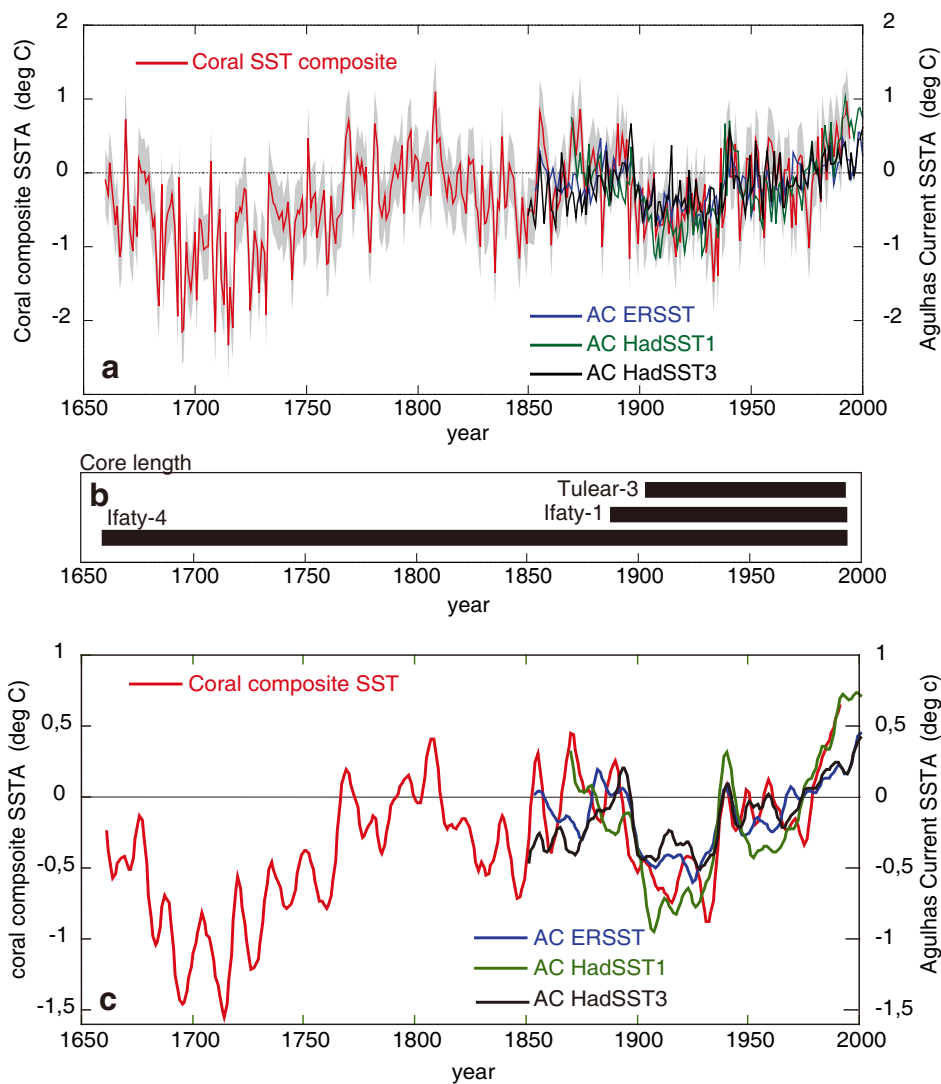 2
1
0
-1
-2
Coral composite SSTA (deg C)
Coral SST composite
2
1
0
-1
-2
Agulhas Current SSTA (deg C)
AC ERSST
AC HadSST1
AC HadSST3
a
1650 1700 1750 1800 1850 1900 1950 2000
year
Core length
b
Tulear-3
Ifaty-1
Ifaty-4
1650 1700 1750 1800 1850 1900 1950 2000
year
1
0,5
0
-0,5
-1
-1,5
coral compsoite SSTA (deg C)
Coral composite SST
1
0,5
0
-0,5
-1
-1,5
Agulhas Current SSTA (deg c)
AC ERSST
AC HadSST1
AC HadSST3
c
1650 1700 1750 1800 1850 1900 1950 2000
year